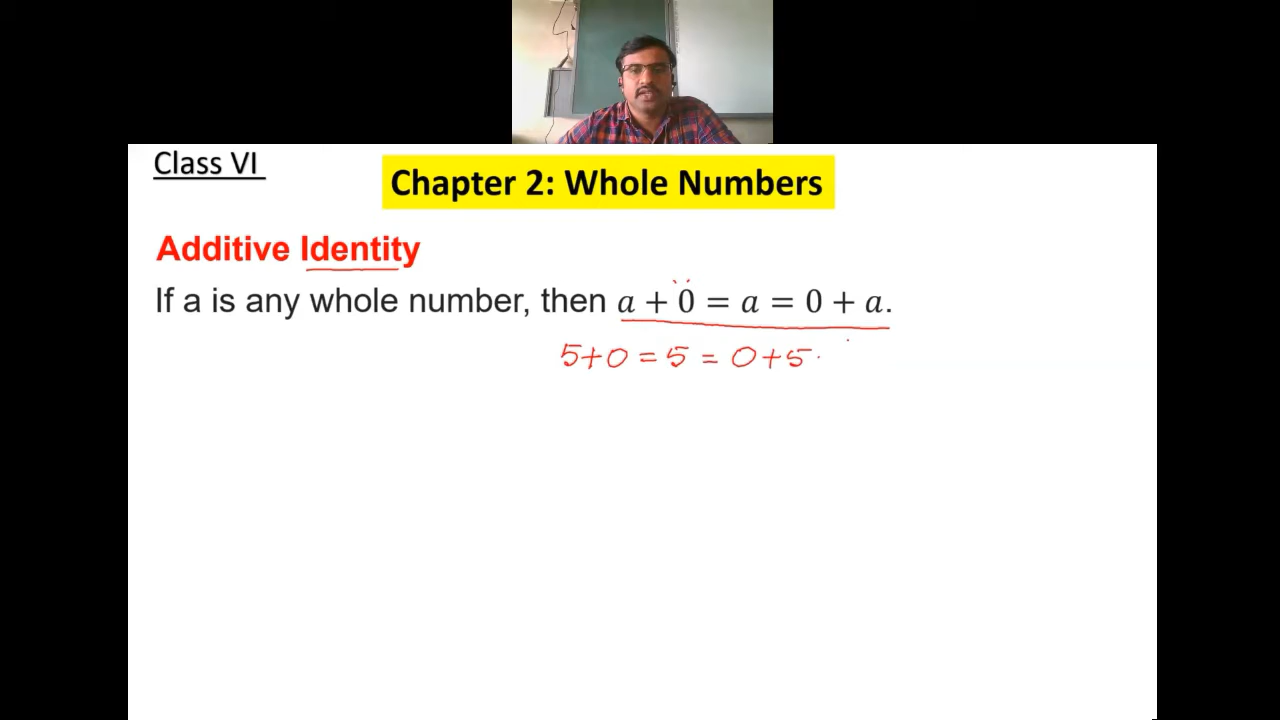 Class VI
Chapter 2: Whole Numbers
Additive Identity
If a is any whole number, then a + 0 = a = 0 + a.
5+0 = 5 = 0+5.